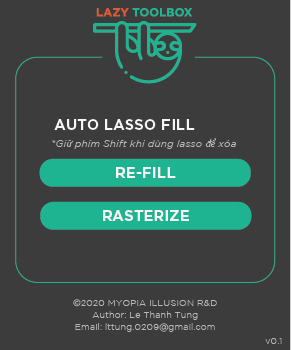 LAZY TOOLBOX
AUTO LASSO FILL
*Giữ phím Shift khi dùng lasso để xóa
RE-FILL
RASTERIZE
©2020 MYOPIA ILLUSION R&D
Author: Le Thanh Tung
Email: lttung.0209@gmail.com
v0.1